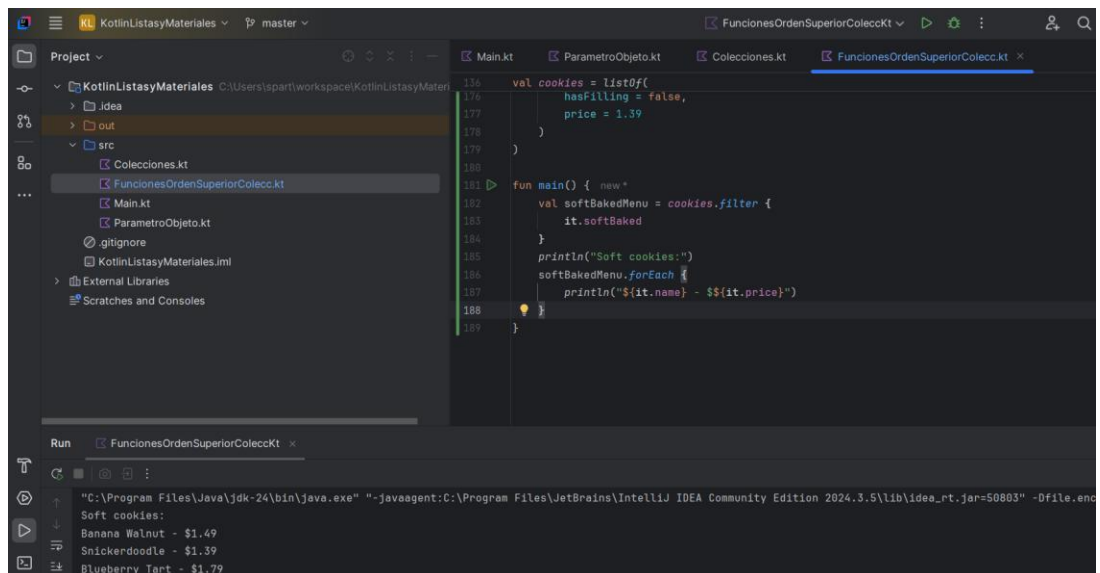 KL KotlinListasyMateriales master FuncionesOrdenSuperiorColeccKt
Project
Main.kt ParametroObjeto.kt Colecciones.kt FuncionesOrdenSuperiorColecc.kt
KotlinListasyMateriales C:\Users\spart\workspace\KotlinListasyMateri
.idea
out
src
Colecciones.kt
FuncionesOrdenSuperiorColecc.kt
Main.kt
ParametroObjeto.kt
.gitignore
KotlinListasyMateriales.iml
External Libraries
Scratches and Consoles
136 val cookies = listOf(
176 hasFilling = false,
177 price = 1.39
178 )
179 )
180
181 fun main() { new *
182 val softBakedMenu = cookies.filter {
183 it.softBaked
184 }
185 println("Soft cookies:")
186 softBakedMenu.forEach {
187 println("${it.name} - $${it.price}")
188 }
189 }
Run FuncionesOrdenSuperiorColeccKt
"C:\Program Files\Java\jdk-24\bin\java.exe" "-javaagent:C:\Program Files\JetBrains\IntelliJ IDEA Community Edition 2024.3.5\lib\idea_rt.jar=50803" -Dfile.enc
Soft cookies:
Banana Walnut - $1.49
Snickerdoodle - $1.39
Blueberry Tart - $1.79